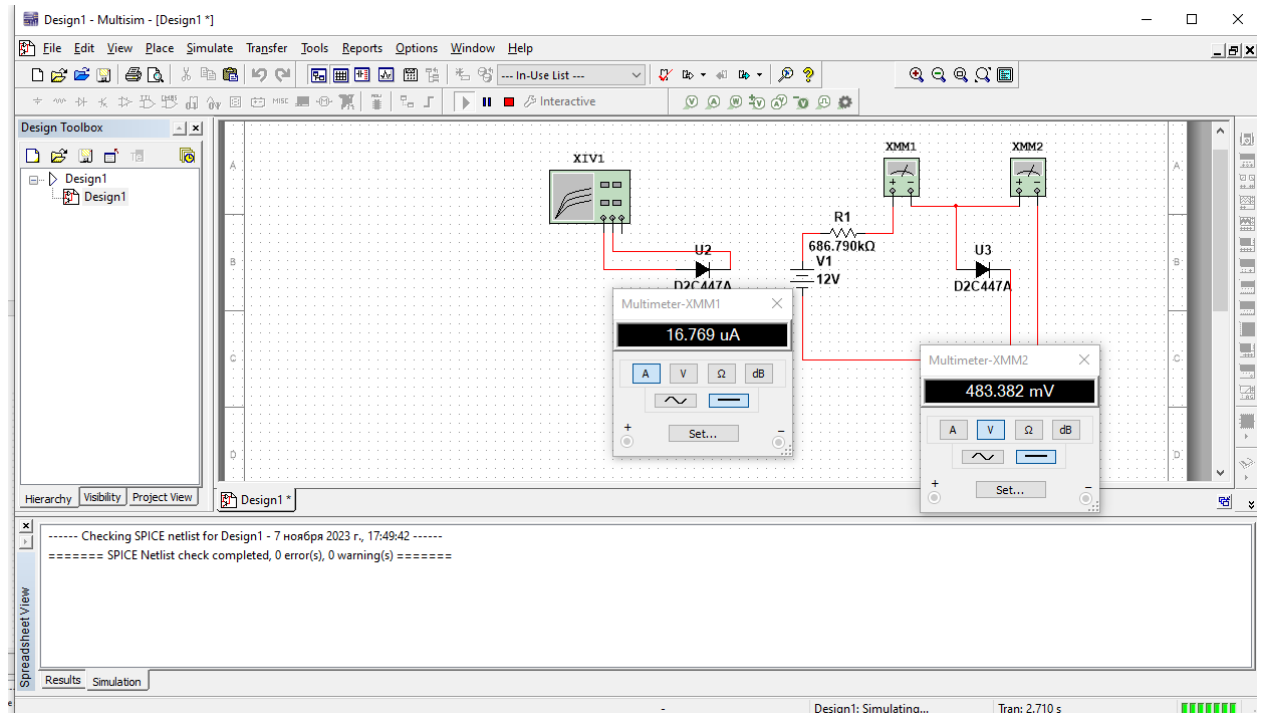 Design1 - Multisim - [Design1 *]
File Edit View Place Simulate Transfer Tools Reports Options Window Help
--- In-Use List ---
MISC
Interactive
Design Toolbox
Design1
Design1
Hierarchy Visibility Project View
A
B
C
D
A
B
C
D
XIV1
U2
D2C447A
XMM1
XMM2
R1
686.790kΩ
V1
12V
U3
D2C447A
Multimeter-XMM1
16.769 uA
A V Ω dB
+ Set... -
Multimeter-XMM2
483.382 mV
A V Ω dB
+ Set... -
Design1 *
------ Checking SPICE netlist for Design1 - 7 ноября 2023 г., 17:49:42 ------
======= SPICE Netlist check completed, 0 error(s), 0 warning(s) =======
Spreadsheet View
Results Simulation
- Design1: Simulating... Tran: 2.710 s